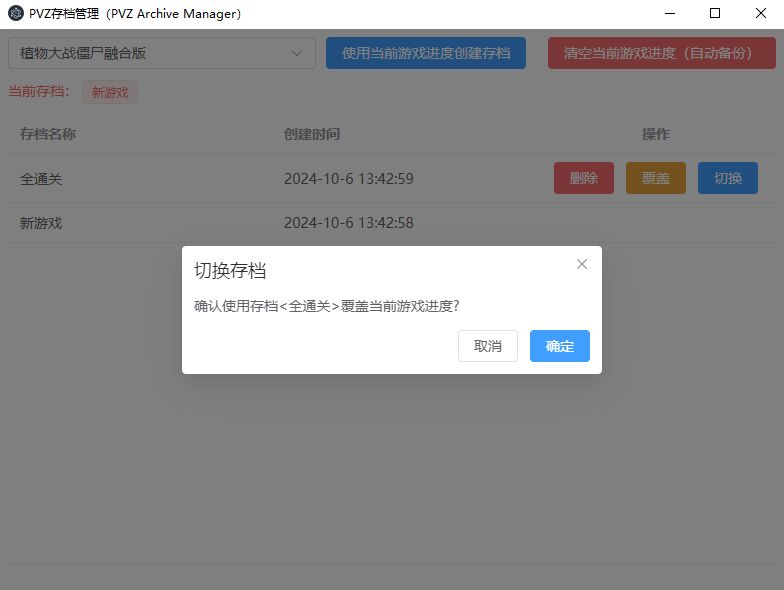 PVZ存档管理（PVZ Archive Manager）
植物大战僵尸融合版 使用当前游戏进度创建存档 清空当前游戏进度（自动备份）
当前存档： 新游戏
存档名称 创建时间 操作
全通关 2024-10-6 13:42:59 删除 覆盖 切换
新游戏 2024-10-6 13:42:58
切换存档
确认使用存档<全通关>覆盖当前游戏进度?
取消 确定